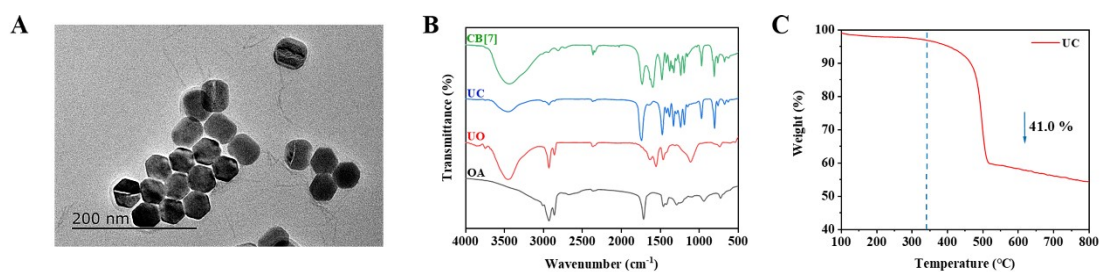 A
200 nm
B
CB[7]
UC
UO
OA
Transmittance (%)
4000 3500 3000 2500 2000 1500 1000 500
Wavenumber (cm⁻¹)
C
UC
41.0 %
Weight (%)
100
90
80
70
60
50
40
100 200 300 400 500 600 700 800
Temperature (°C)